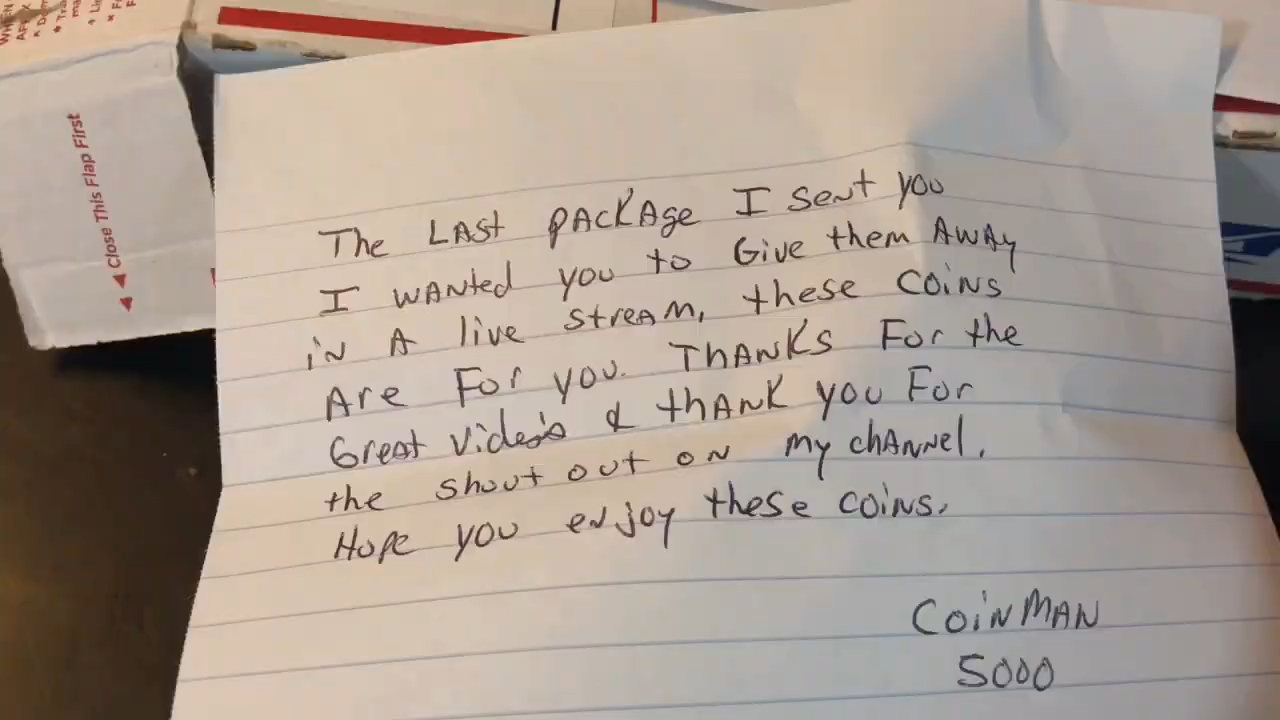 Close This Flap First
The LAST PACKAge I Sent you
I WANted you to Give them AWAy
iN A live StreAM, these CoiNS
Are For you. THANKS For the
Great Video's & thANK you For
the Shout out on my chANNel.
Hope you enjoy these coins.
COiNMAN
5000